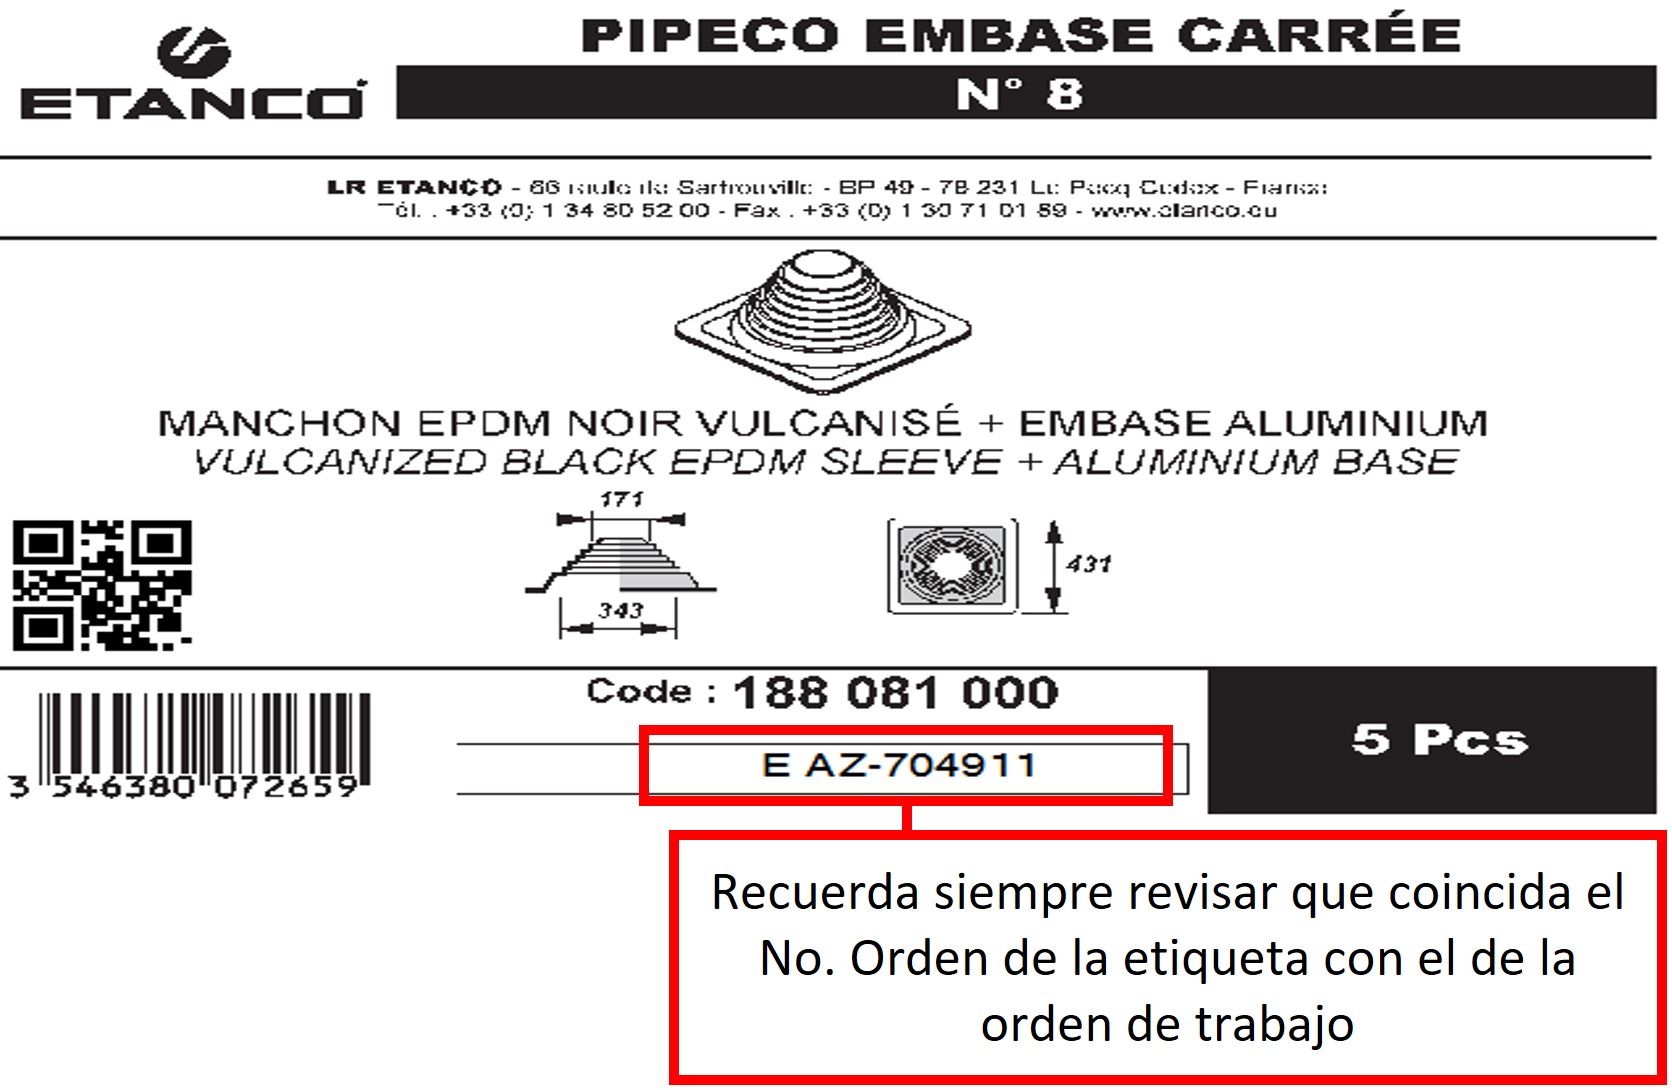 PIPECO EMBASE CARRÉE
ETANCO
N° 8
LR ETANCO - 66 route de Sartrouville - BP 49 - 78 231 Le Pecq Cedex - France
Tél. : +33 (0) 1 34 80 52 00 - Fax : +33 (0) 1 30 71 01 89 - www.etanco.eu
MANCHON EPDM NOIR VULCANISÉ + EMBASE ALUMINIUM
VULCANIZED BLACK EPDM SLEEVE + ALUMINIUM BASE
171
343
431
Code : 188 081 000
5 Pcs
E AZ-704911
3 546380 072659
Recuerda siempre revisar que coincida el
No. Orden de la etiqueta con el de la
orden de trabajo